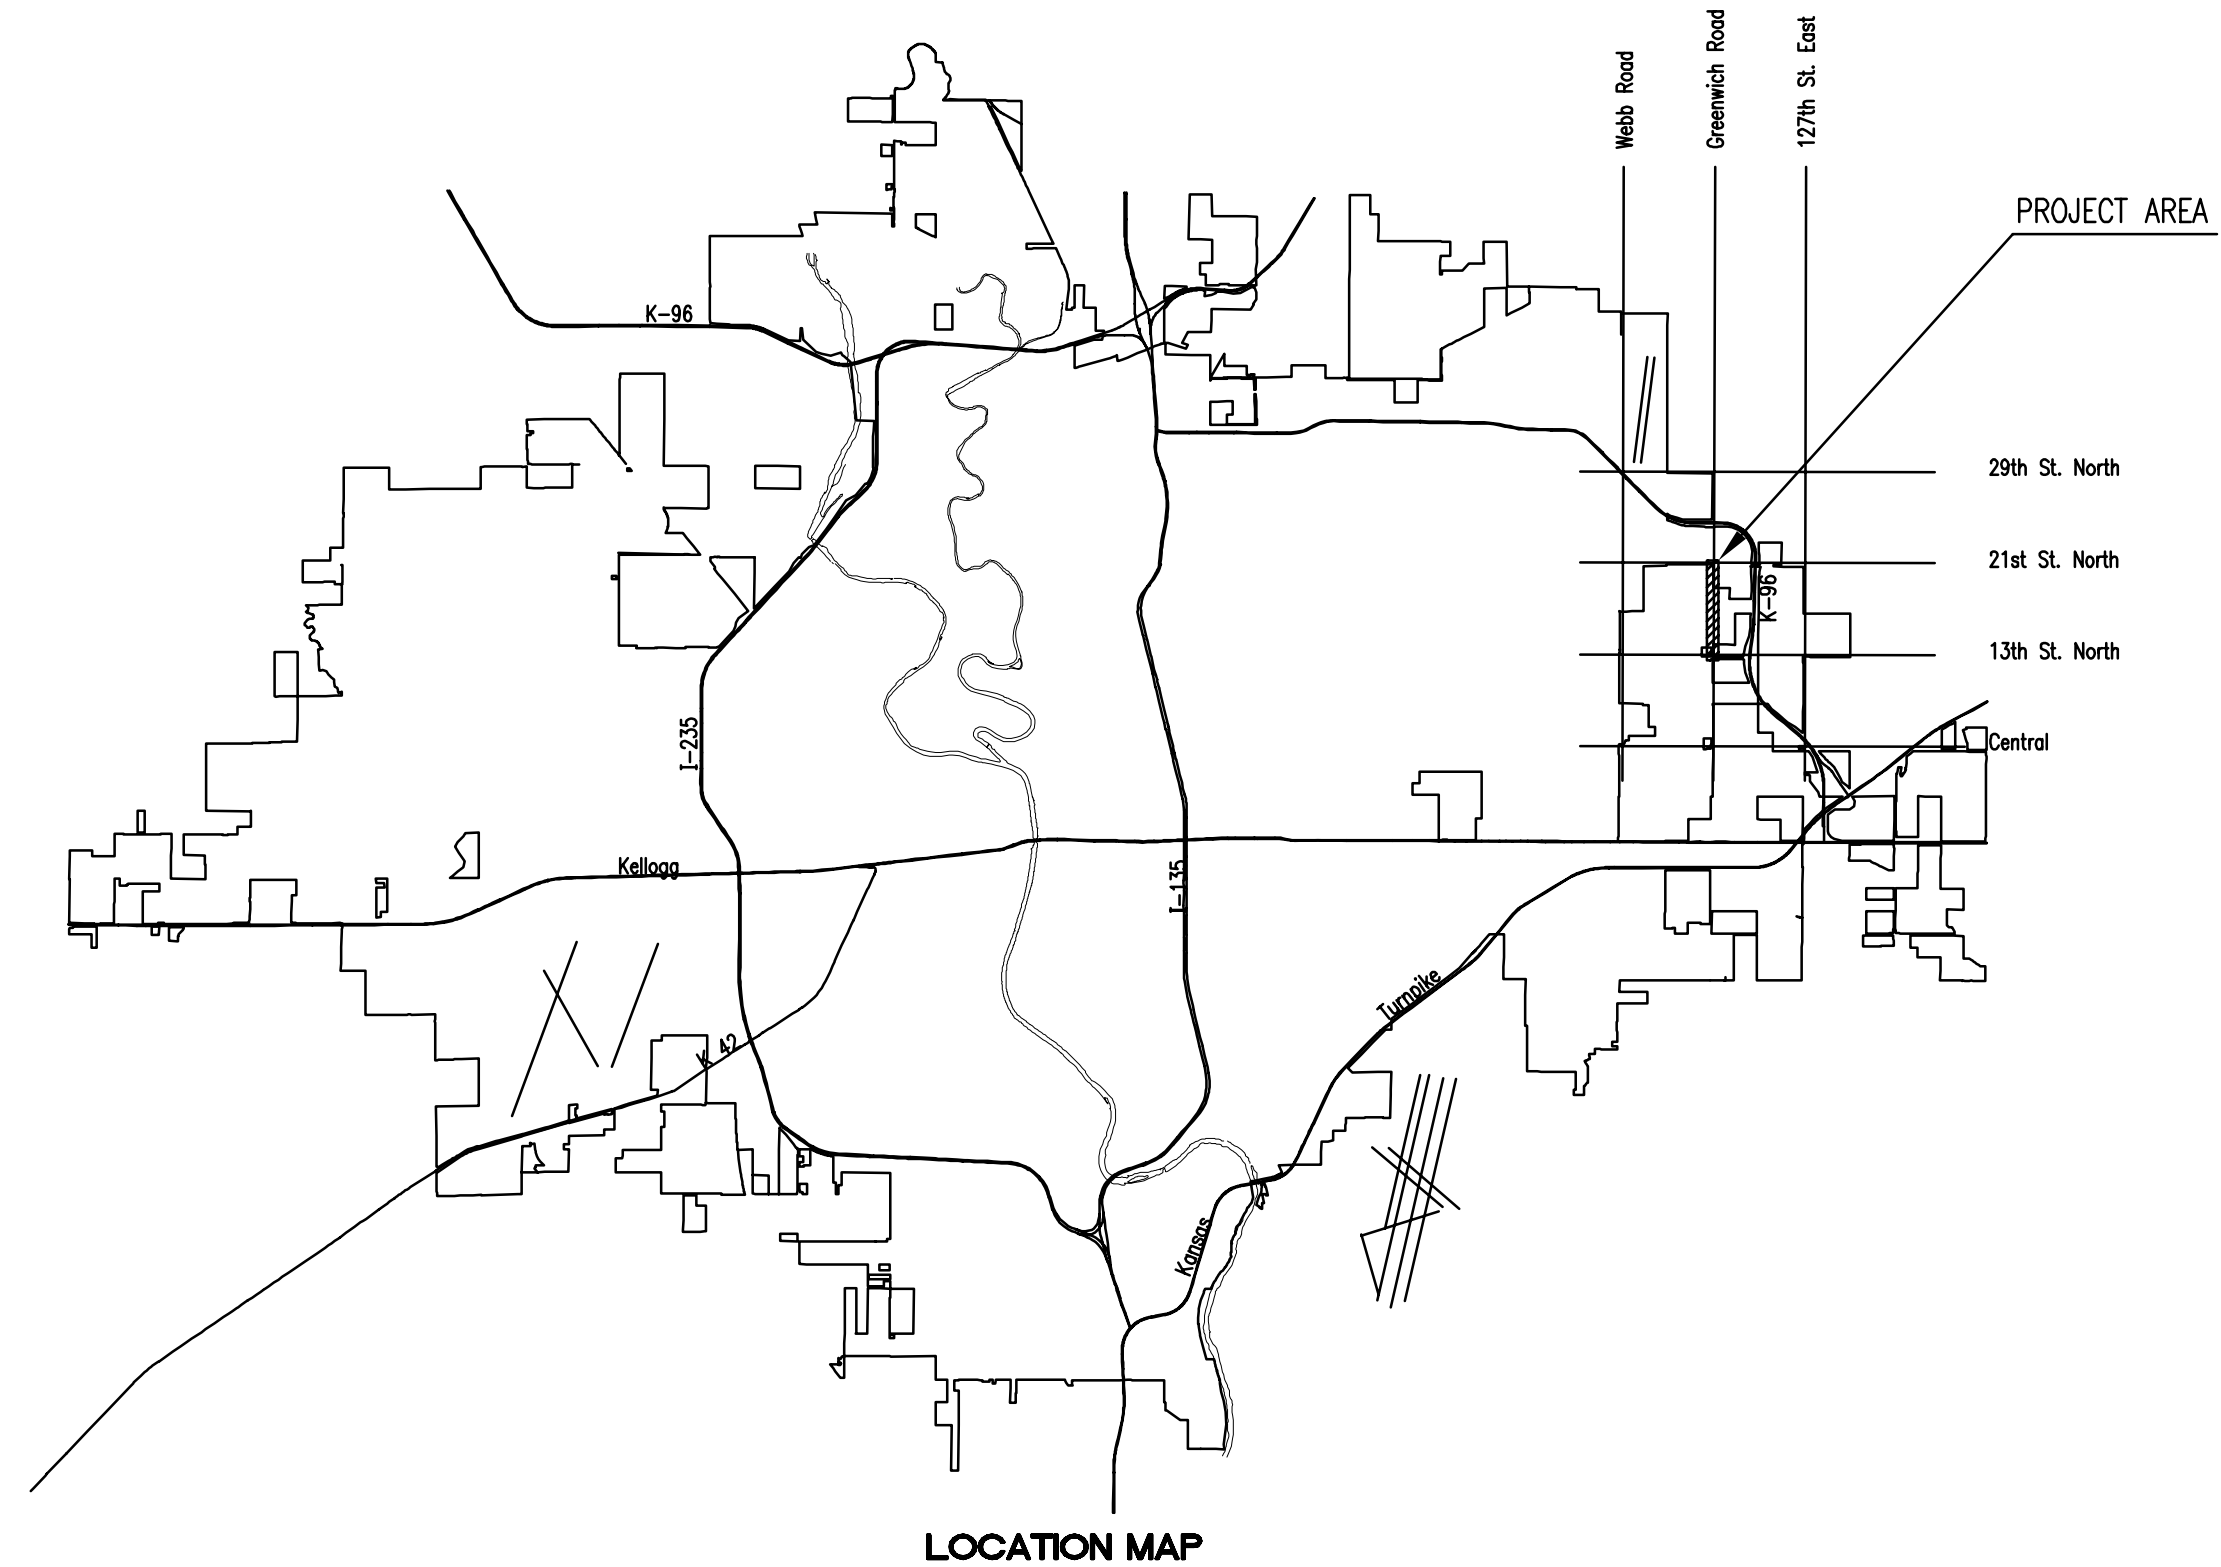 Webb Road
Greenwich Road
127th St. East
PROJECT AREA
K-96
29th St. North
21st St. North
K-96
13th St. North
I-235
Central
Kellogg
I-135
Turnpike
K 42
Kansas
LOCATION MAP